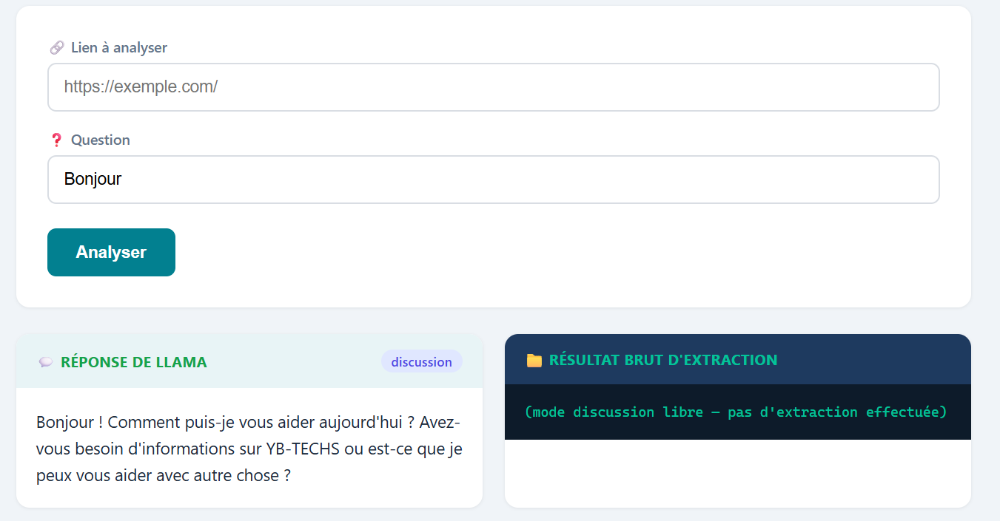 Lien à analyser
https://exemple.com/
Question
Bonjour
Analyser
RÉPONSE DE LLAMA
discussion
Bonjour ! Comment puis-je vous aider aujourd'hui ? Avez-
vous besoin d'informations sur YB-TECHS ou est-ce que je
peux vous aider avec autre chose ?
RÉSULTAT BRUT D'EXTRACTION
(mode discussion libre — pas d'extraction effectuée)